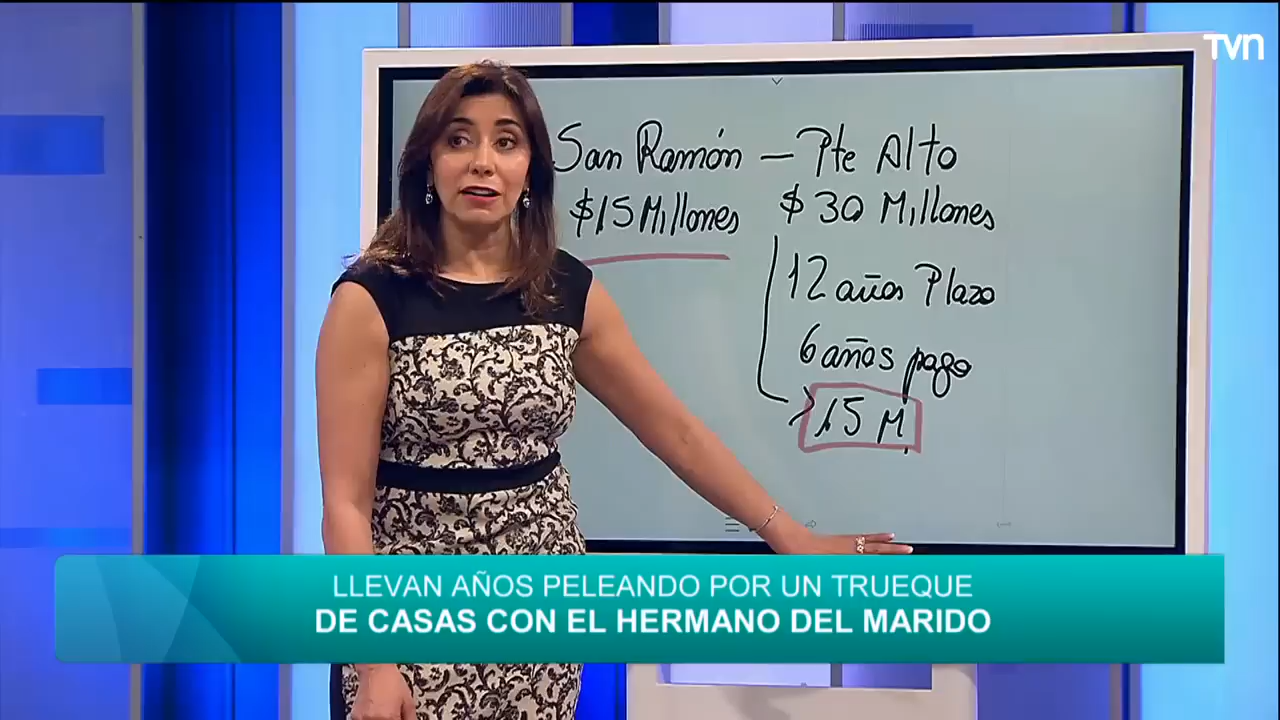 TVN
San Ramón — Pte Alto
$15 Millones $30 Millones
12 años Plazo
6 años pago
15 M
LLEVAN AÑOS PELEANDO POR UN TRUEQUE
DE CASAS CON EL HERMANO DEL MARIDO